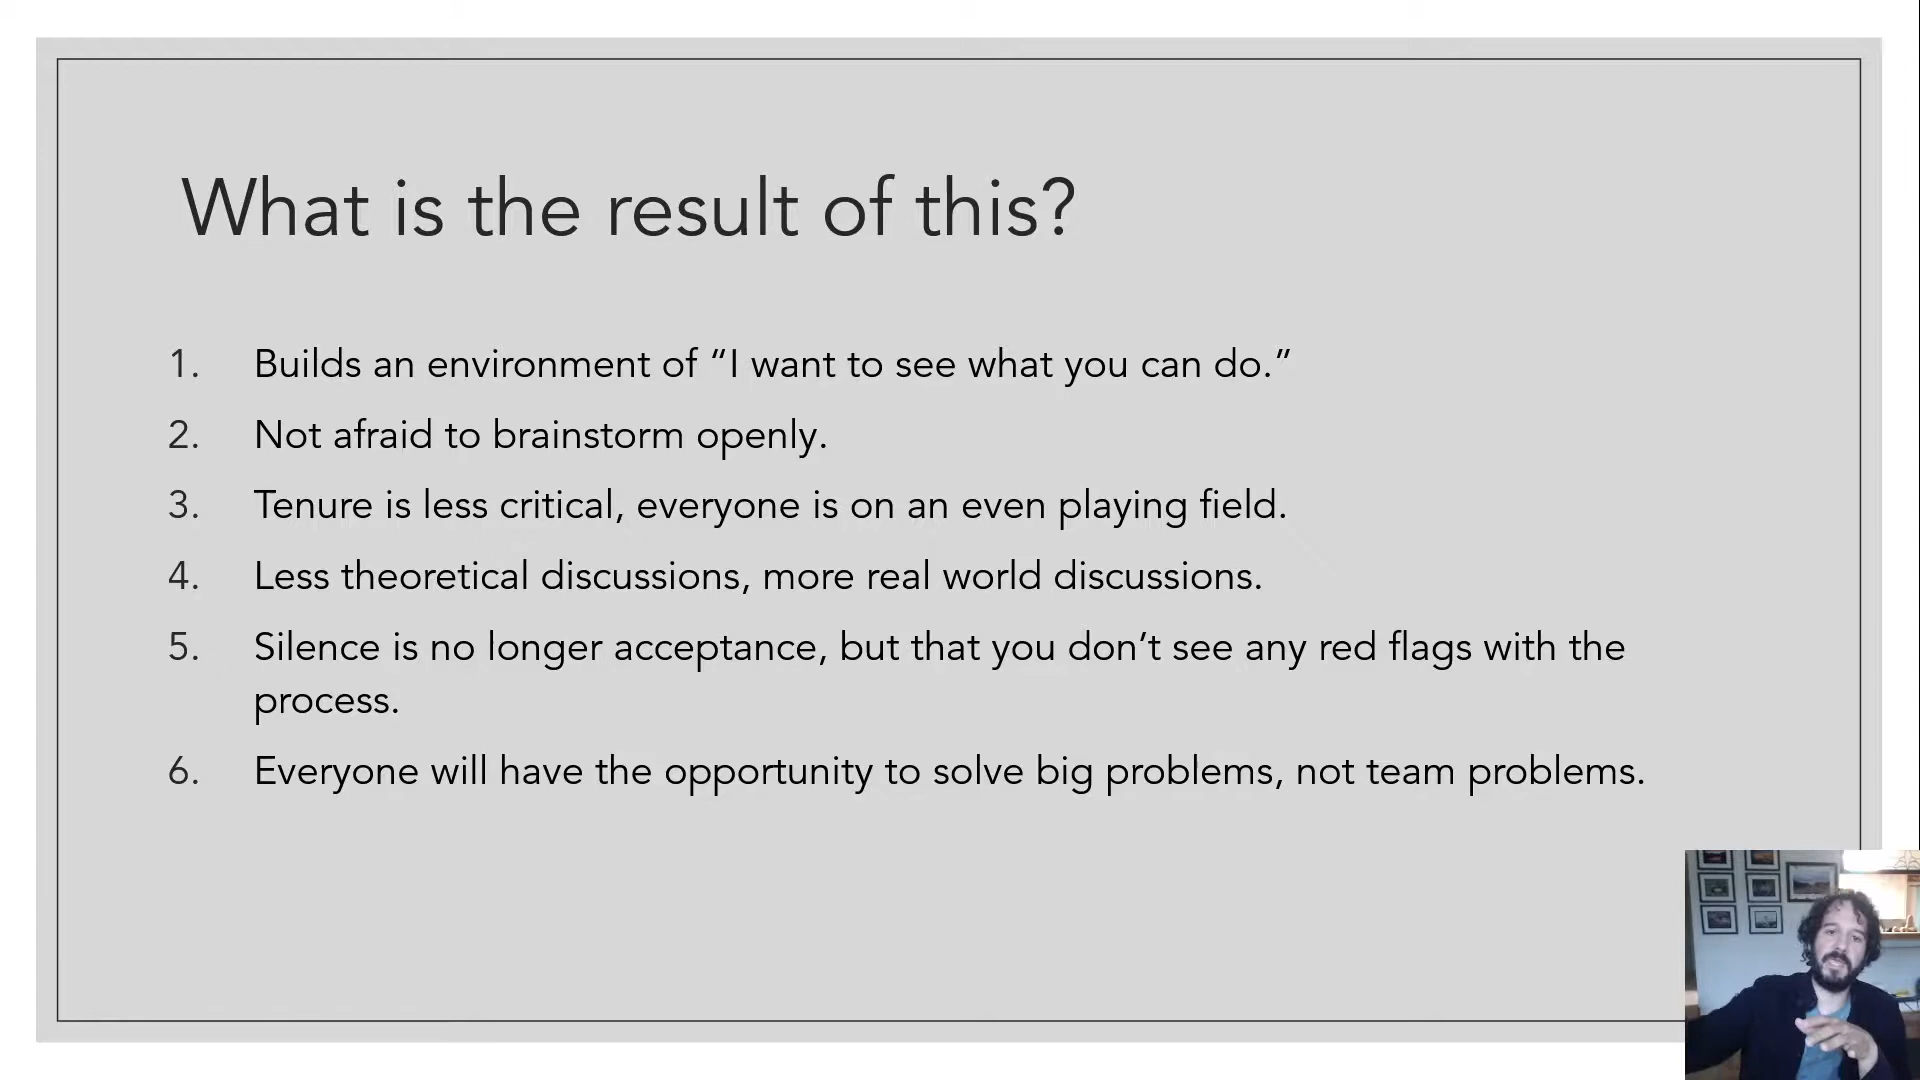 What is the result of this?
1. Builds an environment of “I want to see what you can do.”
2. Not afraid to brainstorm openly.
3. Tenure is less critical, everyone is on an even playing field.
4. Less theoretical discussions, more real world discussions.
5. Silence is no longer acceptance, but that you don’t see any red flags with the
process.
6. Everyone will have the opportunity to solve big problems, not team problems.